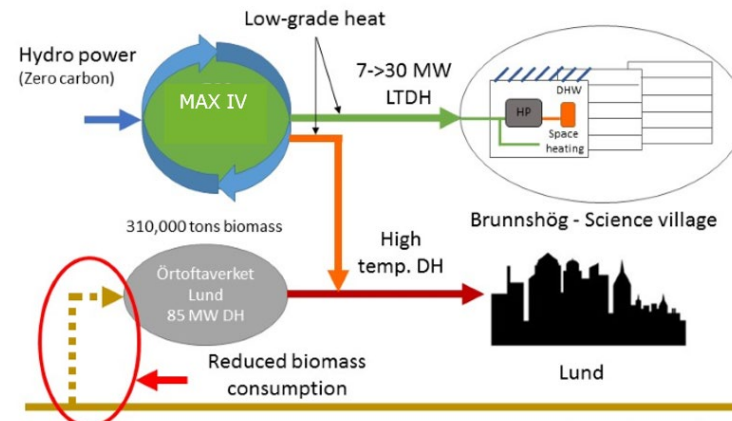 Low-grade heat
Hydro power
(Zero carbon)
MAX IV
7->30 MW
LTDH
DHW
HP
Space
heating
310,000 tons biomass
Brunnshög - Science village
Örtoftaverket
Lund
85 MW DH
High
temp. DH
Reduced biomass
consumption
Lund